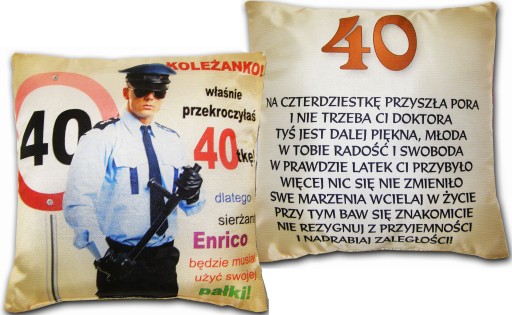 KOLEŻANKO!
właśnie
przekroczyłaś
40
40tkę!
dlatego
sierżant
Enrico
będzie musiał
użyć swojej
pałki!
40
NA CZTERDZIESTKĘ PRZYSZŁA PORA
I NIE TRZEBA CI DOKTORA
TYŚ JEST DALEJ PIĘKNA, MŁODA
W TOBIE RADOŚĆ I SWOBODA
W PRAWDZIE LATEK CI PRZYBYŁO
WIĘCEJ NIC SIĘ NIE ZMIENIŁO
SWE MARZENIA WCIELAJ W ŻYCIE
PRZY TYM BAW SIĘ ZNAKOMICIE
NIE REZYGNUJ Z PRZYJEMNOŚCI
I NADRABIAJ ZALEGŁOŚCI!